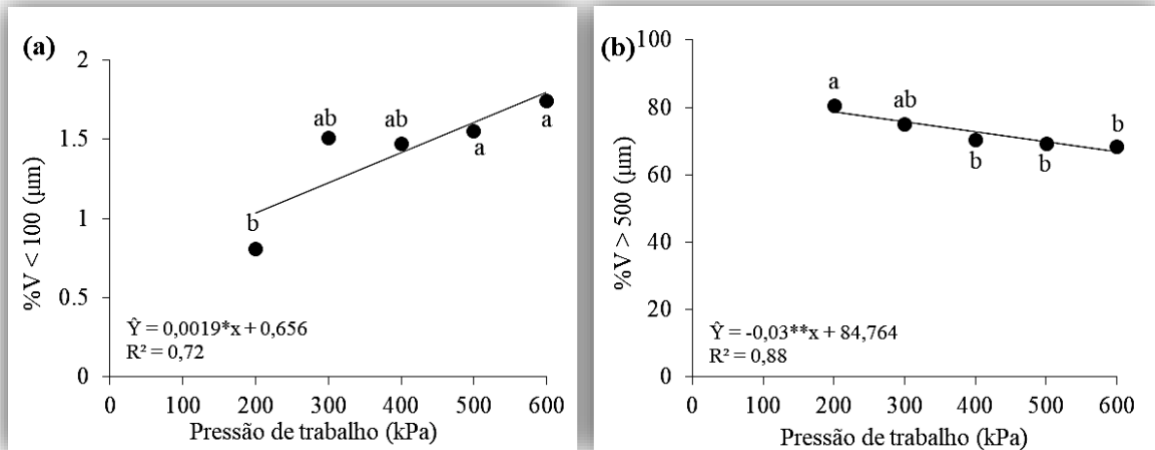 (a)
%V < 100 (µm)
2
1.5
1
0.5
0
b
ab
ab
a
a
Ŷ = 0,0019*x + 0,656
R² = 0,72
0 100 200 300 400 500 600
Pressão de trabalho (kPa)
(b)
%V > 500 (µm)
100
80
60
40
20
0
a
ab
b
b
b
Ŷ = -0,03**x + 84,764
R² = 0,88
0 100 200 300 400 500 600
Pressão de trabalho (kPa)